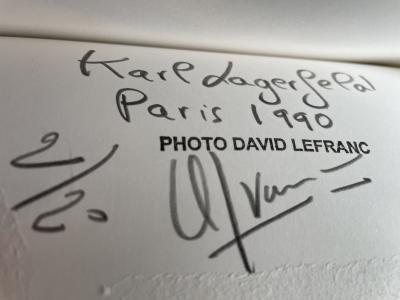 Karl Lagerfeld
Paris 1990
PHOTO DAVID LEFRANC
2/20